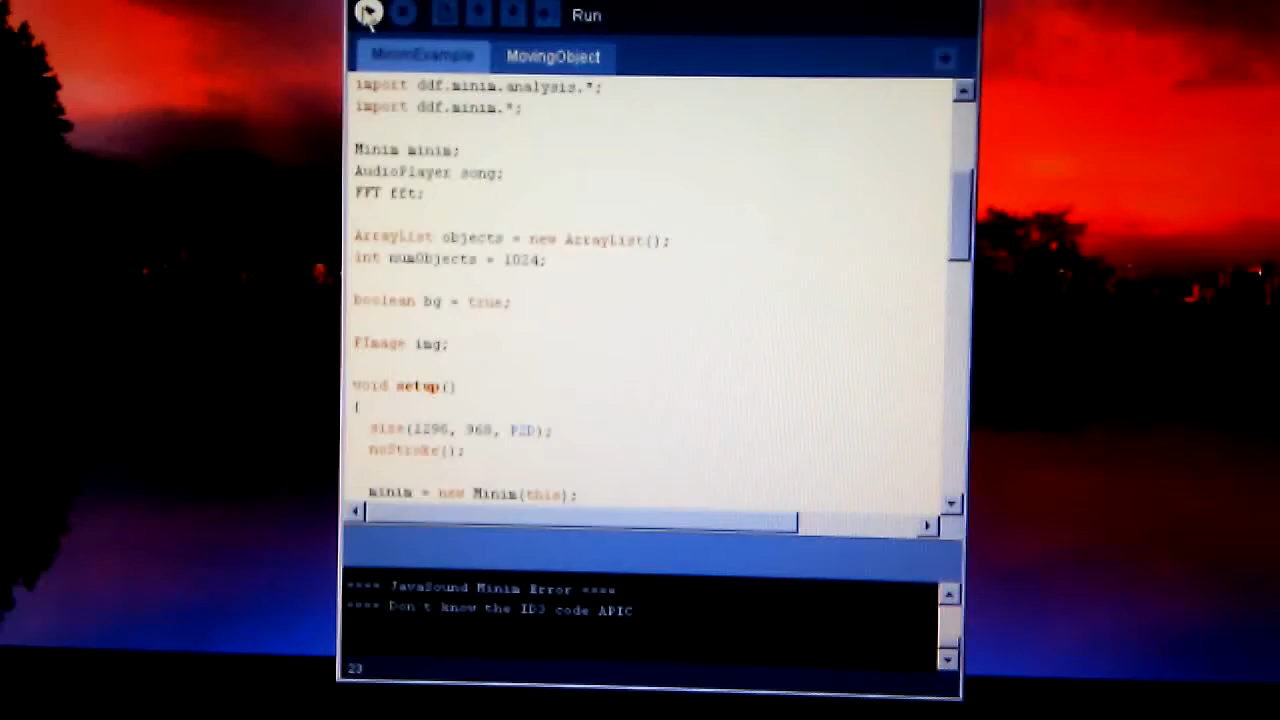 Run
MinimExample MovingObject
import ddf.minim.analysis.*;
import ddf.minim.*;
Minim minim;
AudioPlayer song;
FFT fft;
ArrayList objects = new ArrayList();
int numObjects = 1024;
boolean bg = true;
PImage img;
void setup()
{
size(1296, 968, P2D);
noStroke();
minim = new Minim(this);
==== JavaSound Minim Error ====
==== Don't know the ID3 code APIC
23